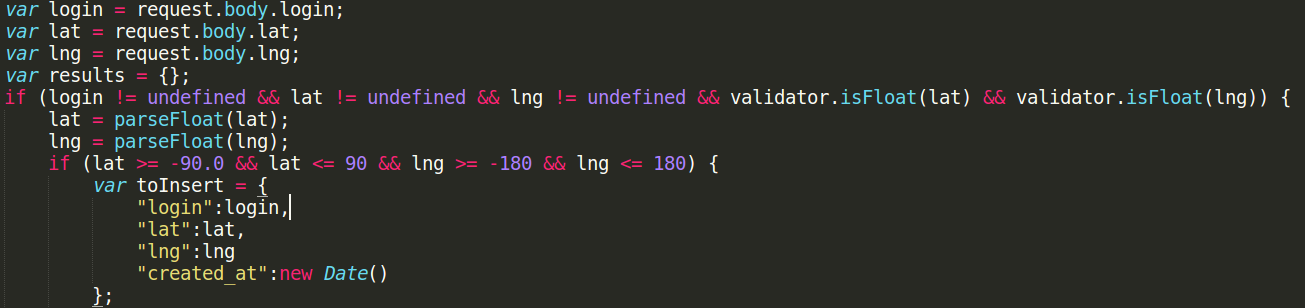 var login = request.body.login;
var lat = request.body.lat;
var lng = request.body.lng;
var results = {};
if (login != undefined && lat != undefined && lng != undefined && validator.isFloat(lat) && validator.isFloat(lng)) {
    lat = parseFloat(lat);
    lng = parseFloat(lng);
    if (lat >= -90.0 && lat <= 90 && lng >= -180 && lng <= 180) {
        var toInsert = {
            "login":login,
            "lat":lat,
            "lng":lng
            "created_at":new Date()
        };